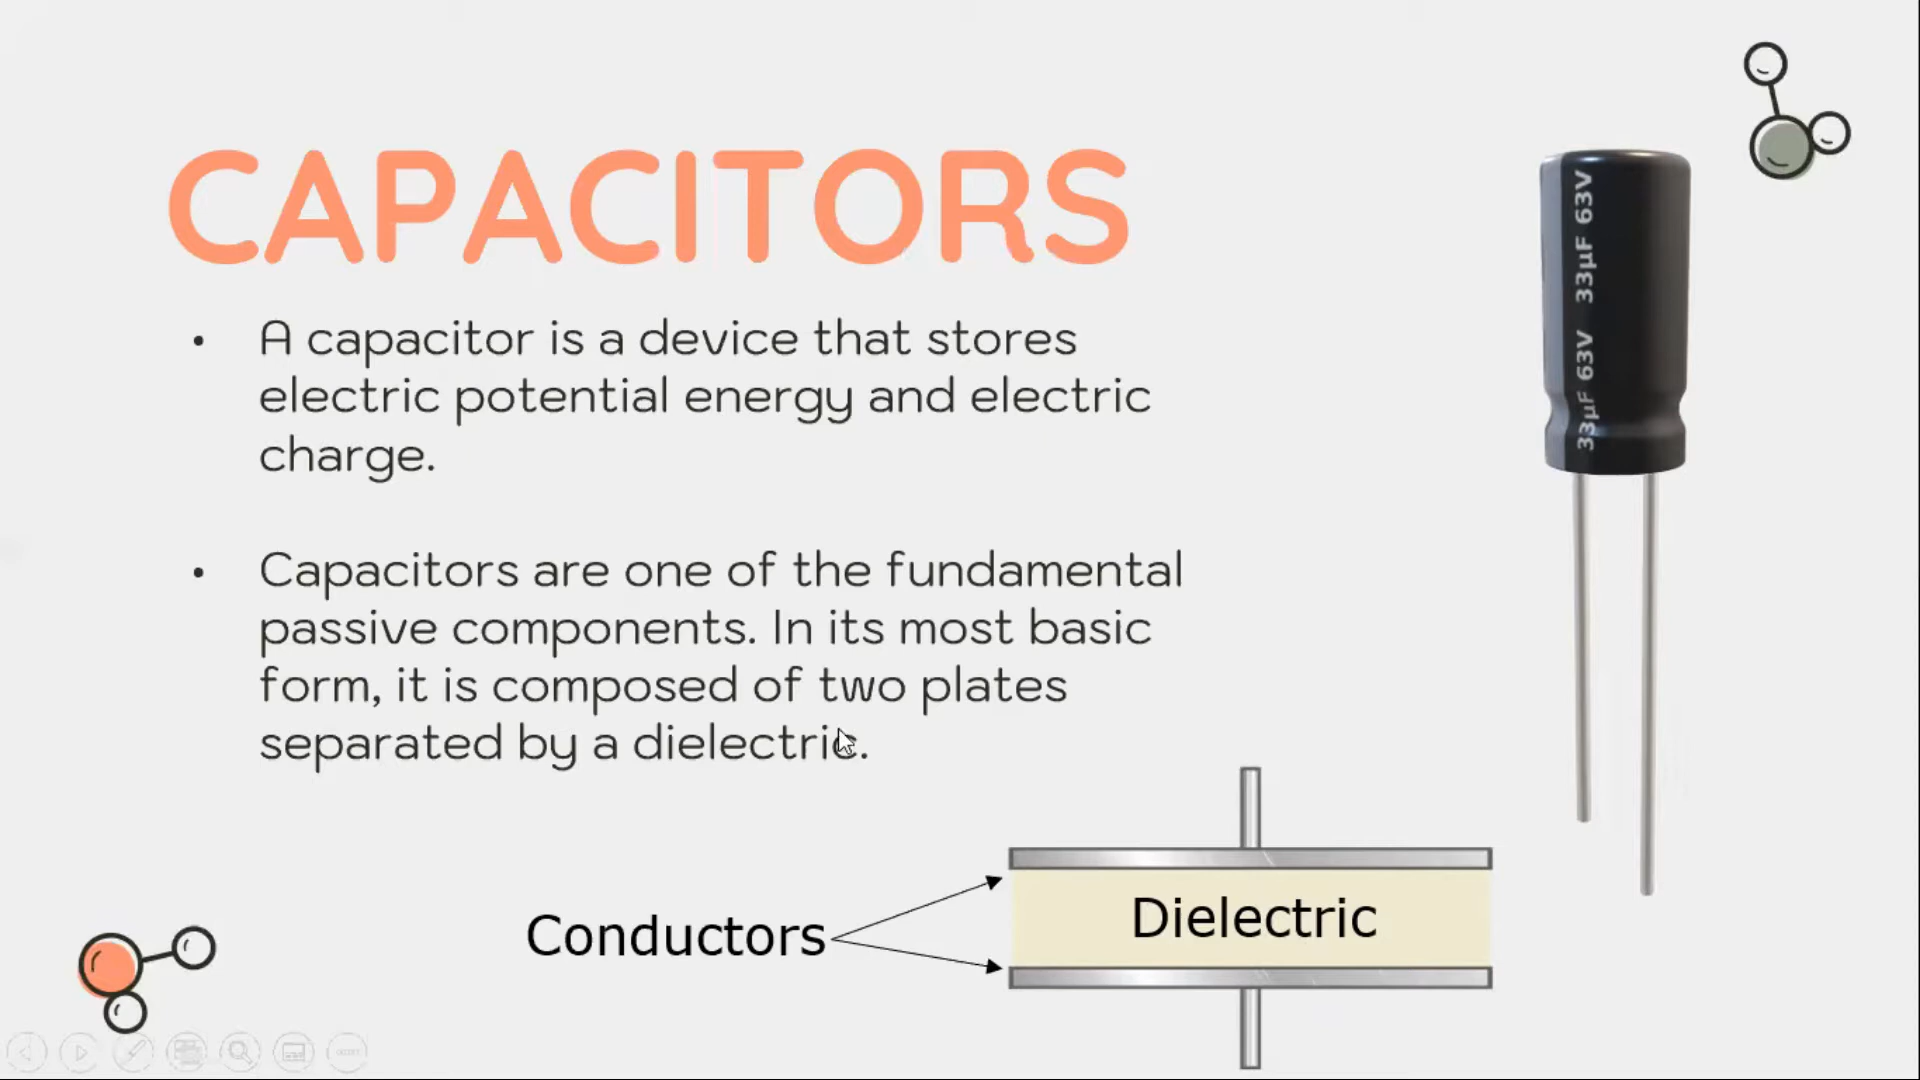 CAPACITORS
• A capacitor is a device that stores
electric potential energy and electric
charge.
• Capacitors are one of the fundamental
passive components. In its most basic
form, it is composed of two plates
separated by a dielectric.
33µF 63V 33µF 63V
Conductors
Dielectric